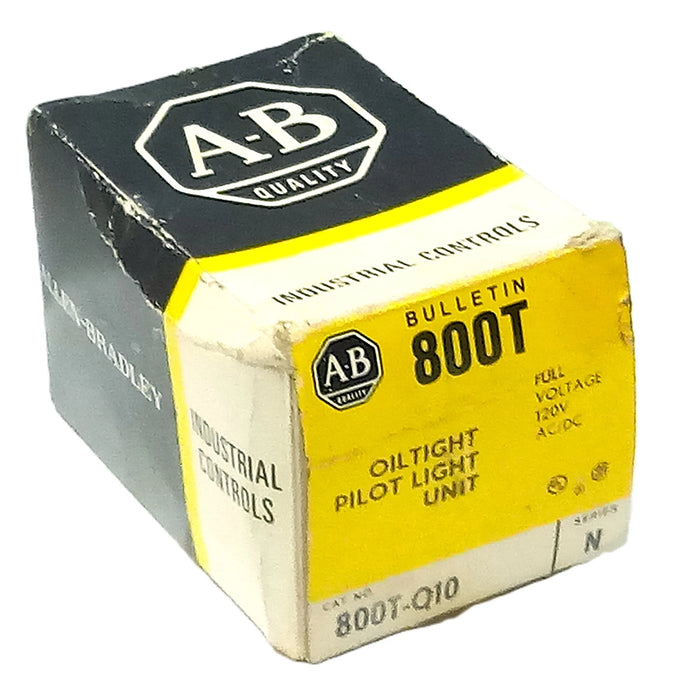 A-B
QUALITY
INDUSTRIAL CONTROLS
ALLEN-BRADLEY
INDUSTRIAL
CONTROLS
A-B
QUALITY
BULLETIN
800T
FULL
VOLTAGE
120V
AC/DC
OILTIGHT
PILOT LIGHT
UNIT
SERIES
N
CAT. NO.
800T-Q10